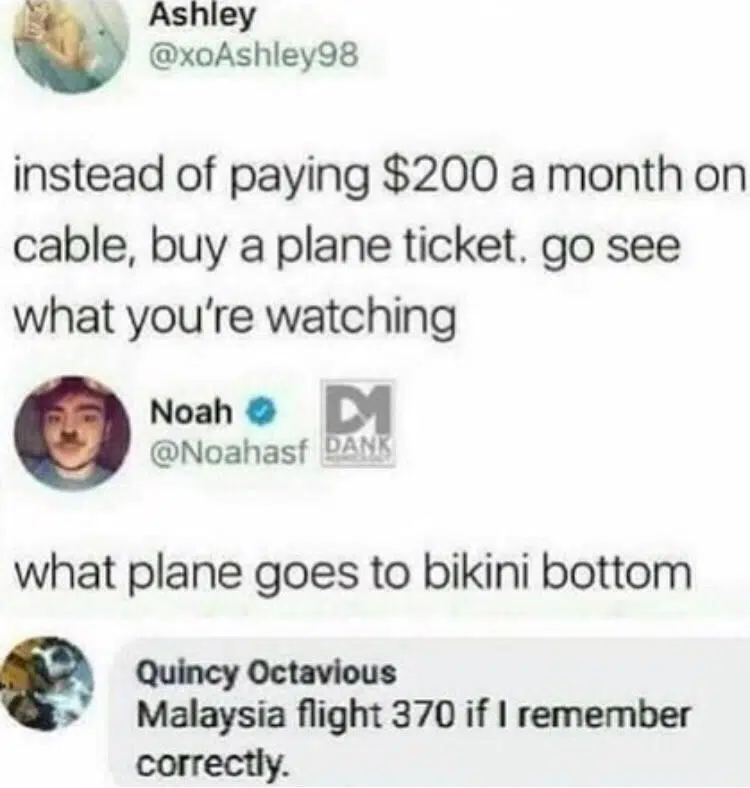 Ashley
@xoAshley98
instead of paying $200 a month on
cable, buy a plane ticket. go see
what you're watching
Noah
@Noahasf
DM
DANK
what plane goes to bikini bottom
Quincy Octavious
Malaysia flight 370 if I remember
correctly.